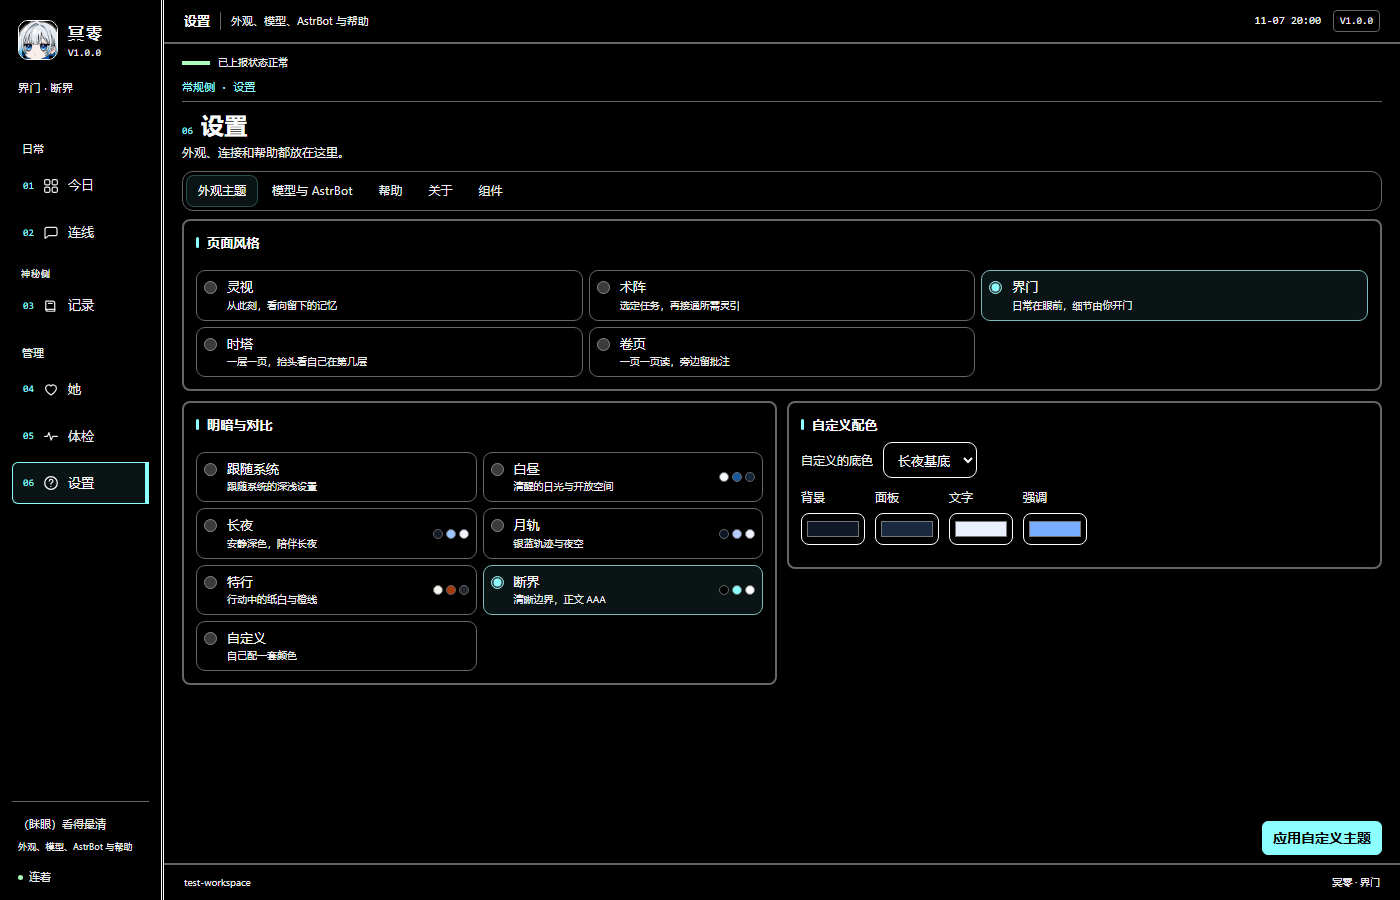 冥零
V1.0.0
界门 · 断界
日常
01 今日
02 连线
神秘侧
03 记录
管理
04 她
05 体检
06 设置
（眯眼）看得最清
外观、模型、AstrBot 与帮助
连着
设置 外观、模型、AstrBot 与帮助
11-07 20:00 V1.0.0
已上报状态正常
常规侧 · 设置
06 设置
外观、连接和帮助都放在这里。
外观主题 模型与 AstrBot 帮助 关于 组件
页面风格
灵视
从此刻，看向留下的记忆
术阵
选定任务，再接通所需灵引
界门
日常在眼前，细节由你开门
时塔
一层一页，抬头看自己在第几层
卷页
一页一页读，旁边留批注
明暗与对比
跟随系统
跟随系统的深浅设置
白昼
清醒的日光与开放空间
长夜
安静深色，陪伴长夜
月轨
银蓝轨迹与夜空
特行
行动中的纸白与橙线
断界
清晰边界，正文 AAA
自定义
自己配一套颜色
自定义配色
自定义的底色 长夜基底
背景 面板 文字 强调
应用自定义主题
test-workspace
冥零 · 界门